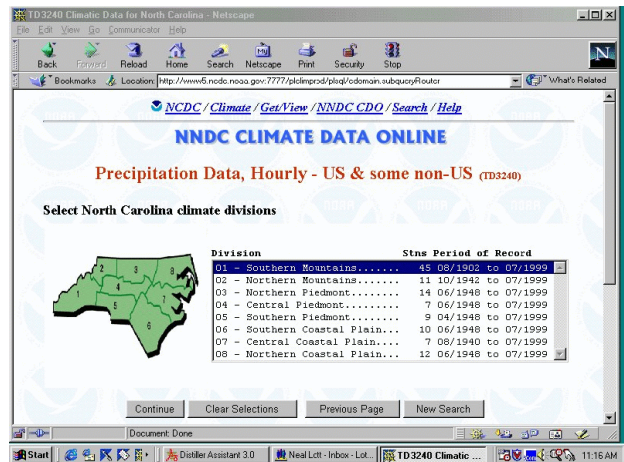 TD3240 Climatic Data for North Carolina - Netscape
File Edit View Go Communicator Help
Back Forward Reload Home Search Netscape Print Security Stop
Bookmarks Location: http://www5.ncdc.noaa.gov:7777/plclimprod/plsql/cdomain.subqueryRouter What's Related
NCDC / Climate / Get/View / NNDC CDO / Search / Help
NNDC CLIMATE DATA ONLINE
Precipitation Data, Hourly - US & some non-US (TD3240)
Select North Carolina climate divisions
Division Stns Period of Record
01 - Southern Mountains....... 45 08/1902 to 07/1999
02 - Northern Mountains....... 11 10/1942 to 07/1999
03 - Northern Piedmont........ 14 06/1948 to 07/1999
04 - Central Piedmont......... 7 06/1948 to 07/1999
05 - Southern Piedmont........ 9 04/1948 to 07/1999
06 - Southern Coastal Plain... 10 06/1948 to 07/1999
07 - Central Coastal Plain.... 7 08/1940 to 07/1999
08 - Northern Coastal Plain... 12 06/1948 to 07/1999
1 2 3 4 5 6 7 8
Continue Clear Selections Previous Page New Search
Document: Done
Start Distiller Assistant 3.0 Neal Lott - Inbox - Lot... TD3240 Climatic ... 11:16 AM